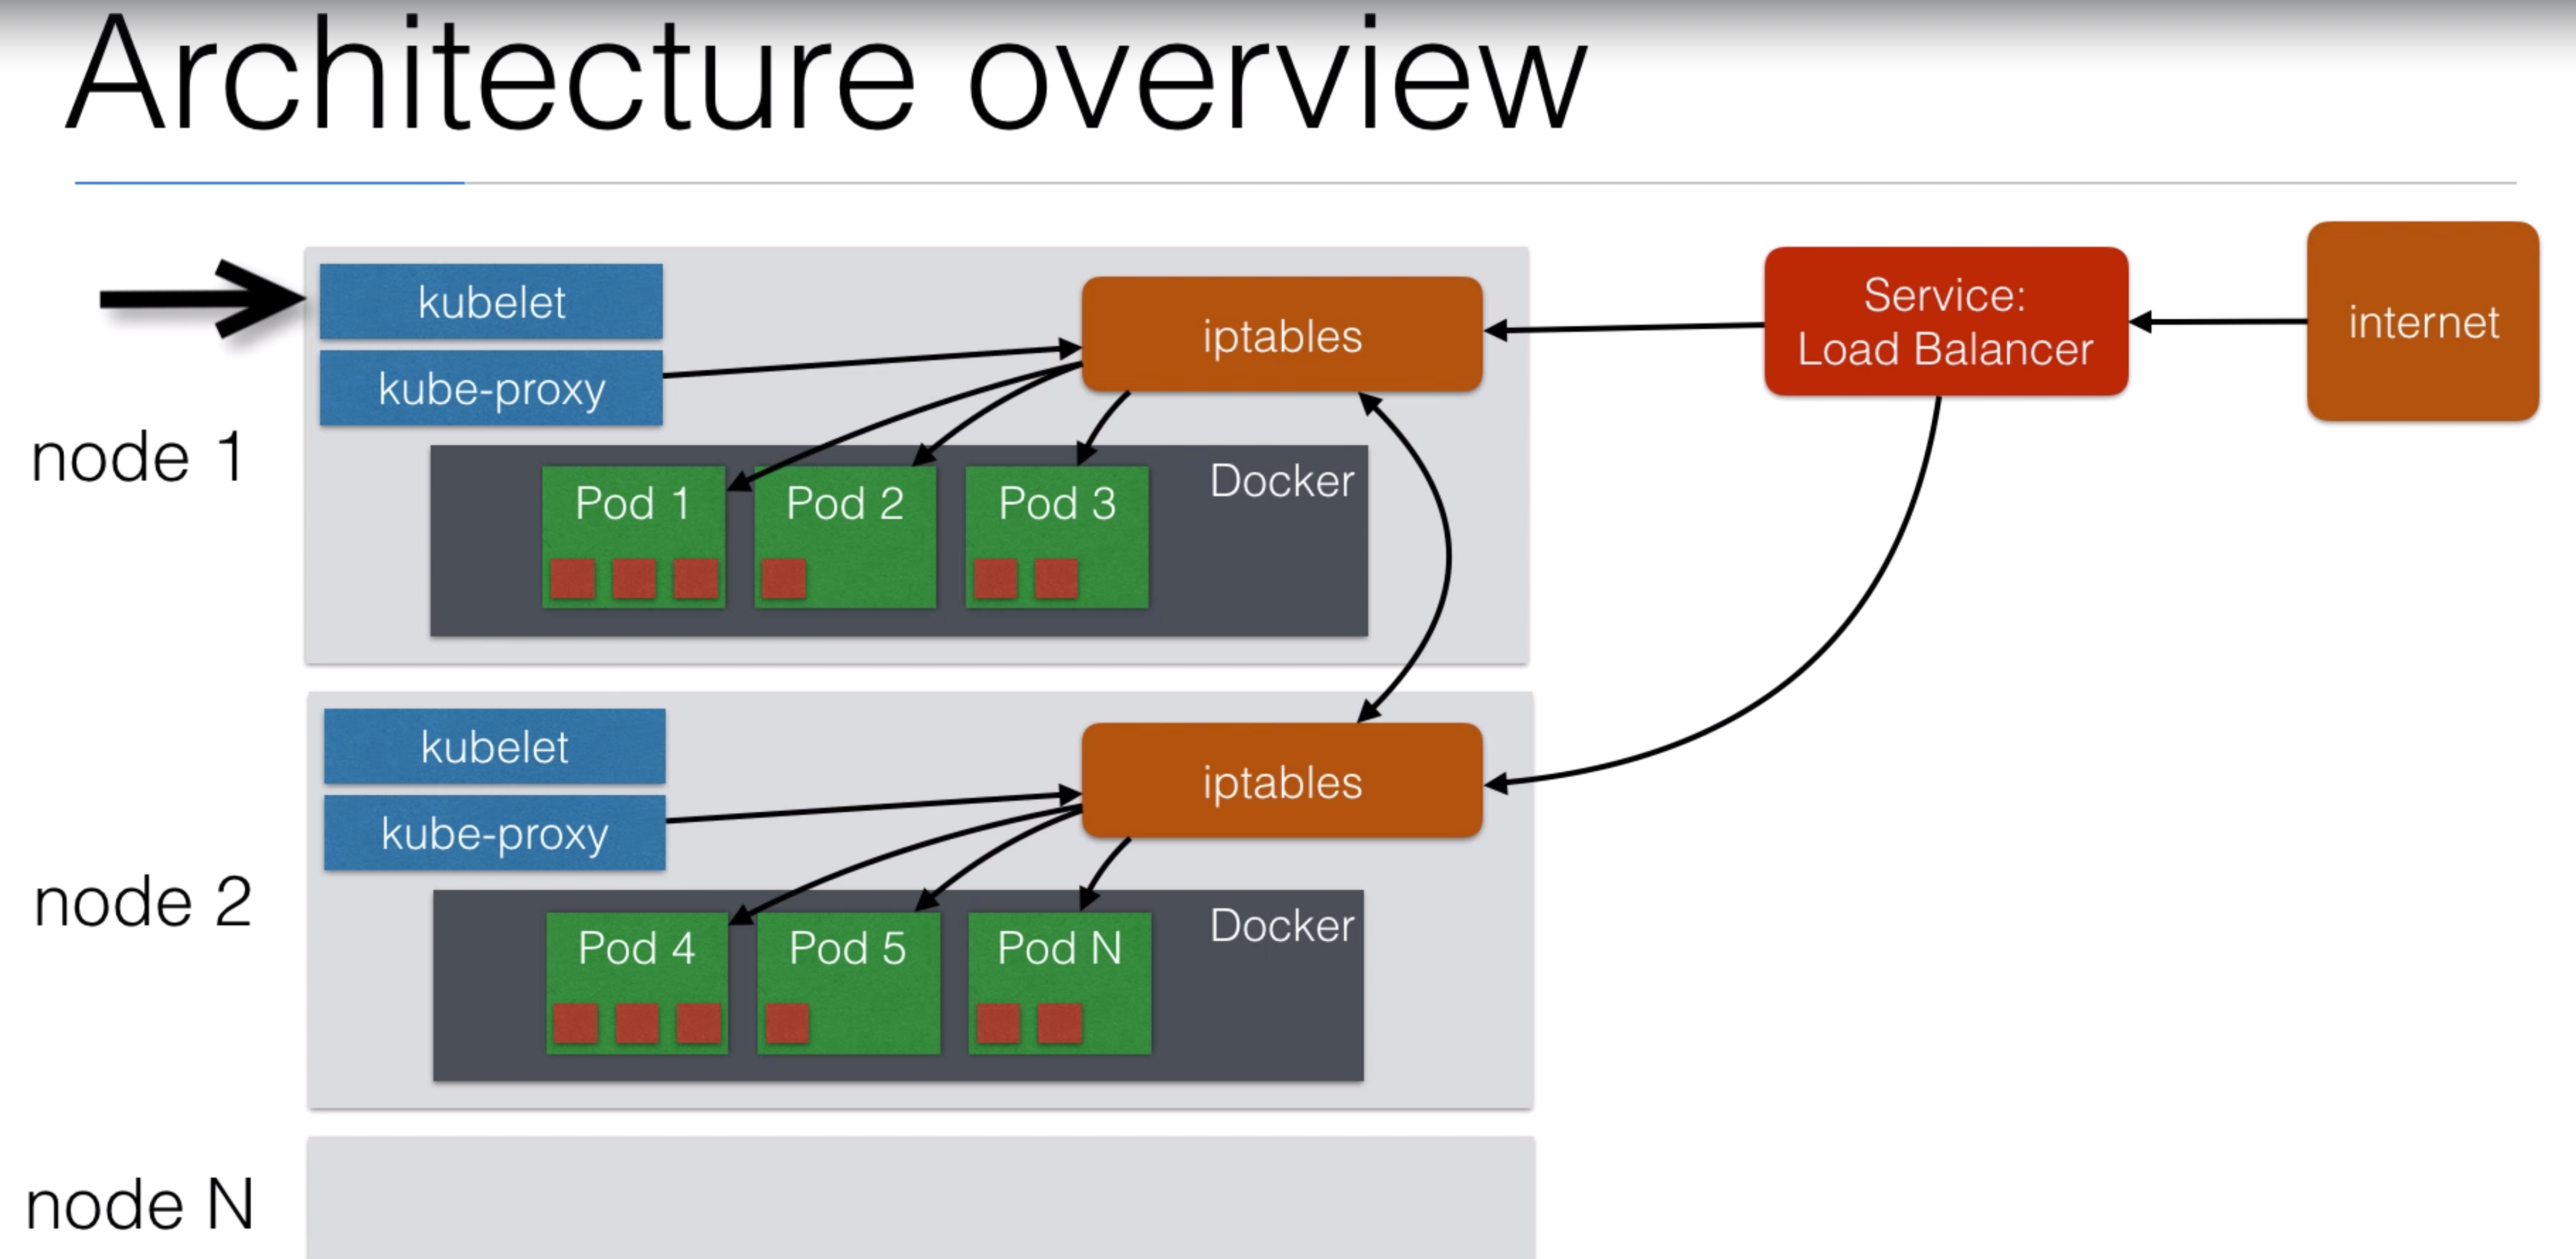 Architecture overview
kubelet
kube-proxy
iptables
Service:
Load Balancer
internet
node 1
Docker
Pod 1
Pod 2
Pod 3
kubelet
kube-proxy
iptables
node 2
Docker
Pod 4
Pod 5
Pod N
node N